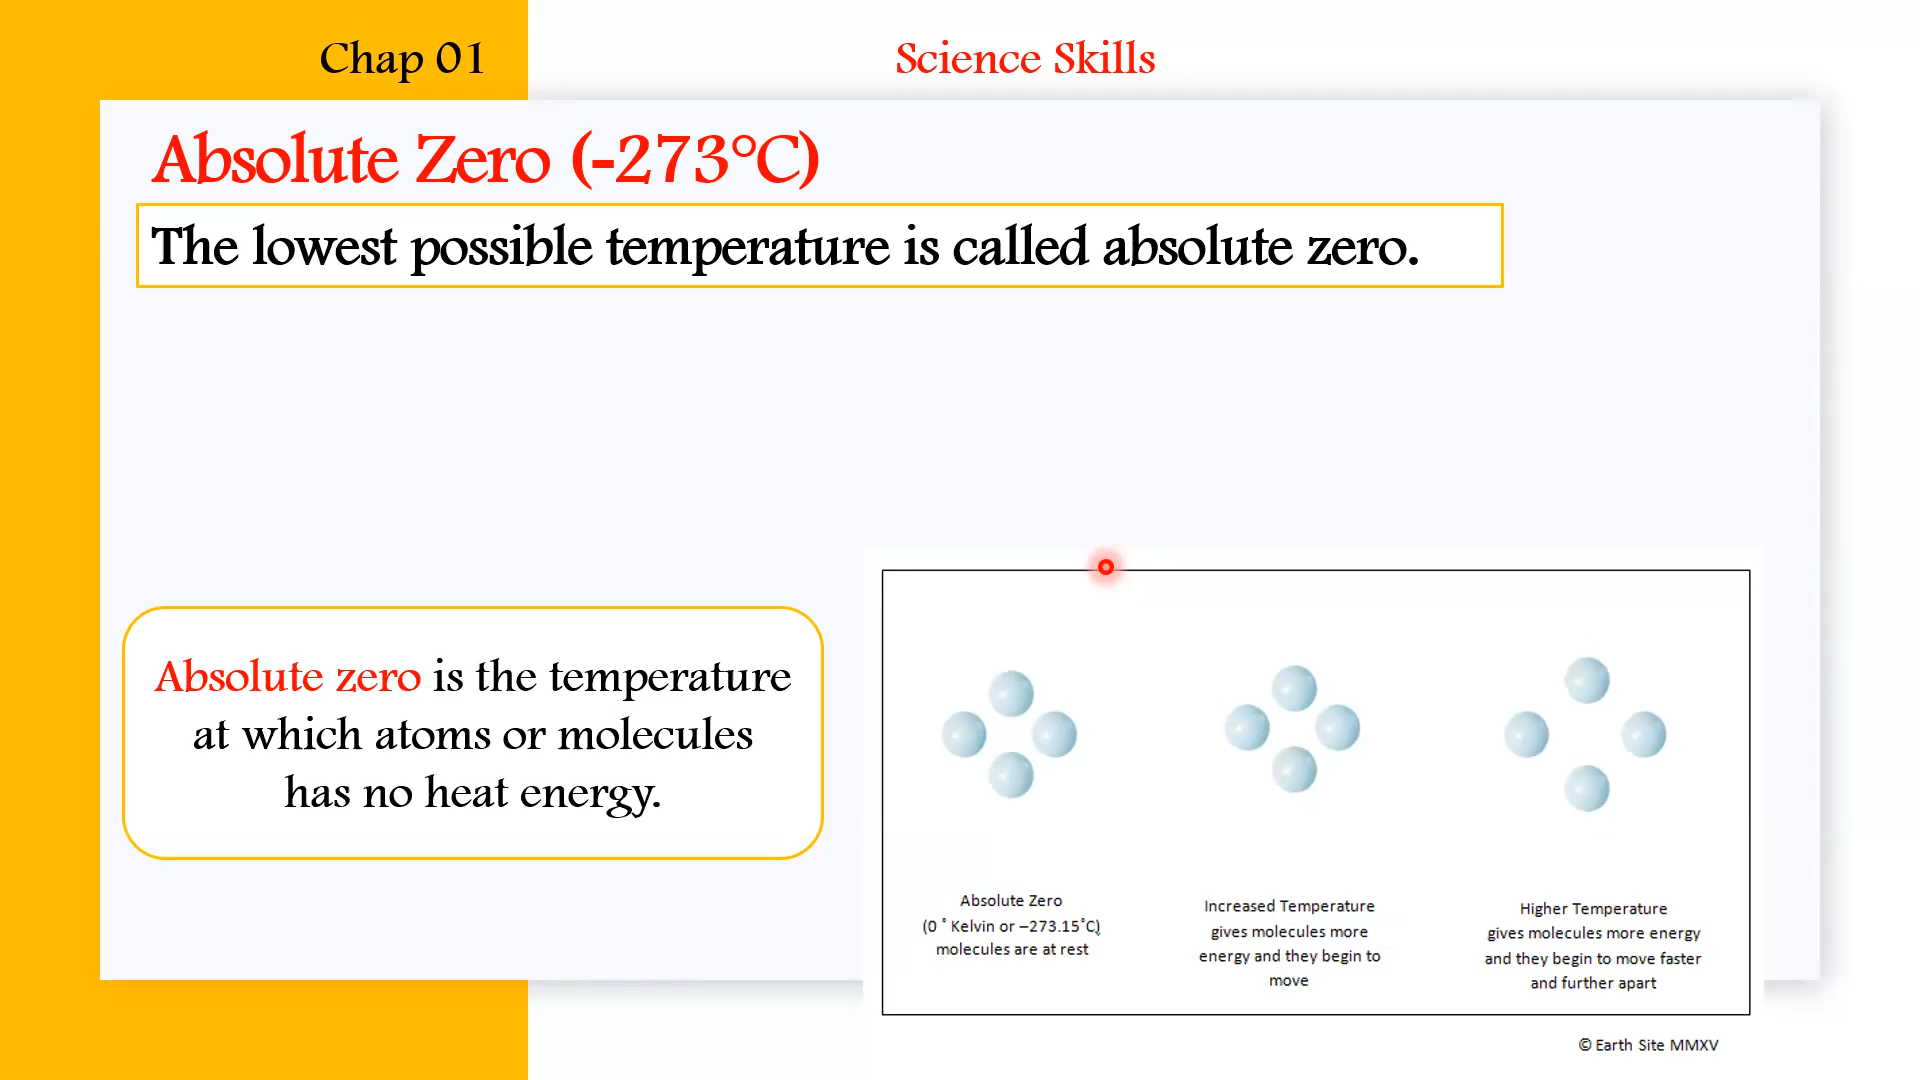 Chap 01
Science Skills
Absolute Zero (-273°C)
The lowest possible temperature is called absolute zero.
Absolute zero is the temperature
at which atoms or molecules
has no heat energy.
Absolute Zero
(0 ˚ Kelvin or –273.15˚C)
molecules are at rest
Increased Temperature
gives molecules more
energy and they begin to
move
Higher Temperature
gives molecules more energy
and they begin to move faster
and further apart
© Earth Site MMXV